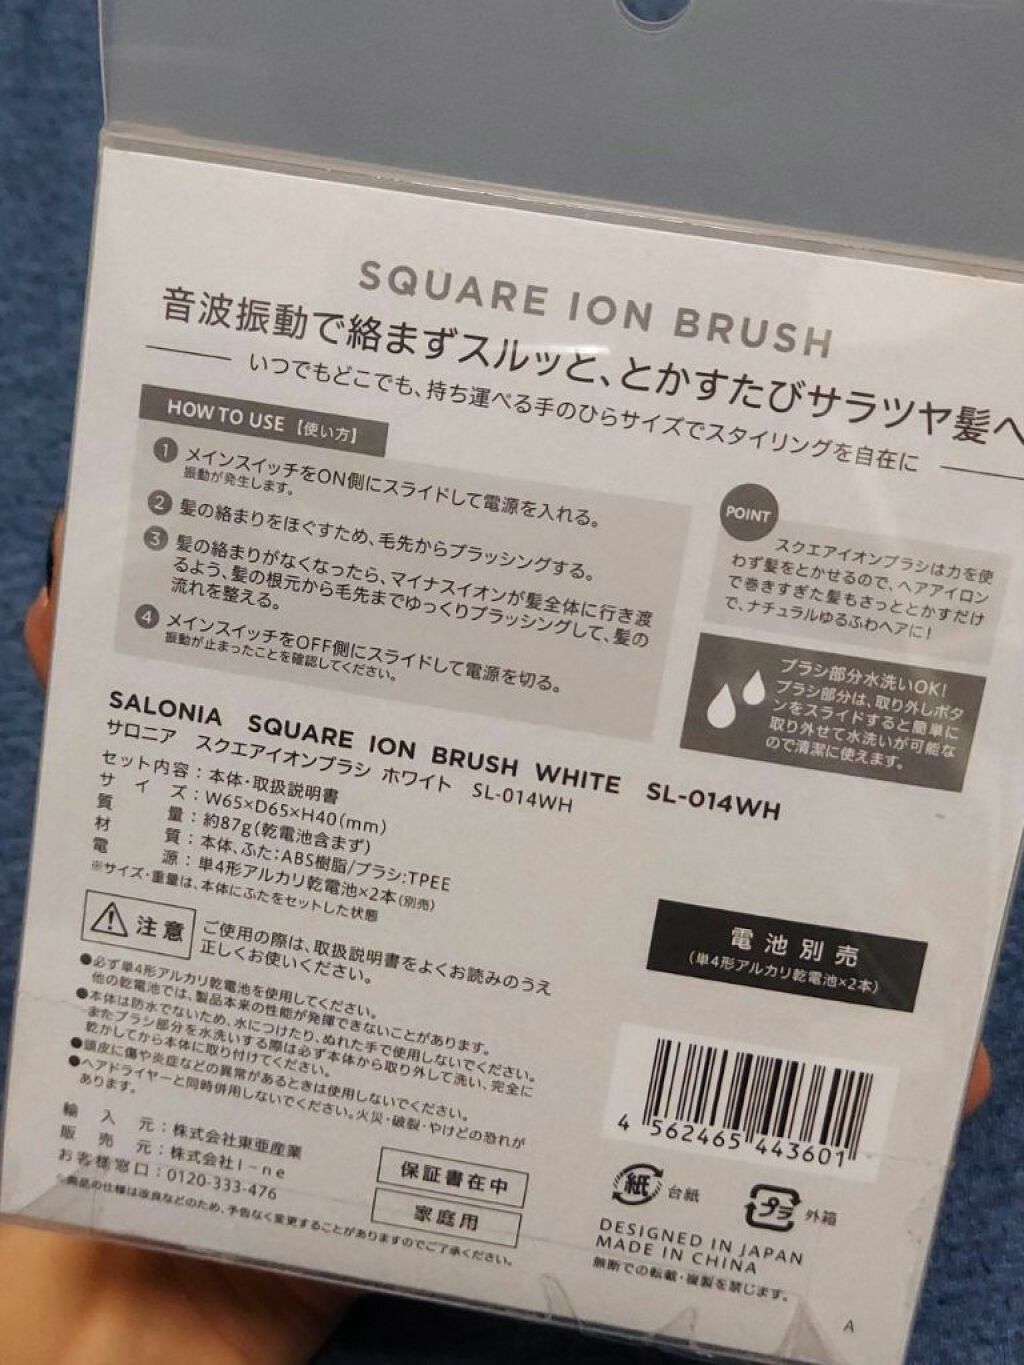 SQUARE ION BRUSH
音波振動で絡まずスルッと、とかすたびサラツヤ髪へ
いつでもどこでも、持ち運べる手のひらサイズでスタイリングを自在に
HOW TO USE【使い方】
1 メインスイッチをON側にスライドして電源を入れる。
振動が発生します。
2 髪の絡まりをほぐすため、毛先からブラッシングする。
3 髪の絡まりがなくなったら、マイナスイオンが髪全体に行き渡
るよう、髪の根元から毛先までゆっくりブラッシングして、髪の
流れを整える。
4 メインスイッチをOFF側にスライドして電源を切る。
振動が止まったことを確認してください。
POINT
スクエアイオンブラシは力を使
わず髪をとかせるので、ヘアアイロン
で巻きすぎた髪もさっととかすだけ
で、ナチュラルゆるふわヘアに!
ブラシ部分水洗いOK!
ブラシ部分は、取り外しボタ
ンをスライドすると簡単に
取り外せて水洗いが可能な
ので清潔に使えます。
SALONIA SQUARE ION BRUSH WHITE SL-014WH
サロニア スクエアイオンブラシ ホワイト SL-014WH
セット内容:本体・取扱説明書
サイズ:W65×D65×H40(mm)
質量:約87g(乾電池含まず)
材質:本体、ふた:ABS樹脂/ブラシ:TPEE
電源:単4形アルカリ乾電池×2本(別売)
※サイズ・重量は、本体にふたをセットした状態
注意 ご使用の際は、取扱説明書をよくお読みのうえ
正しくお使いください。
●必ず単4形アルカリ乾電池を使用してください。
他の乾電池では、製品本来の性能が発揮できないことがあります。
●本体は防水でないため、水につけたり、ぬれた手で使用しないでください。
またブラシ部分を水洗いする際は必ず本体から取り外して洗い、完全に
乾かしてから本体に取り付けてください。
●頭皮に傷や炎症などの異常があるときは使用しないでください。
●ヘアドライヤーと同時併用しないでください。火災・破裂・やけどの恐れが
あります。
輸入元:株式会社東亜産業
販売元:株式会社I-ne
お客様窓口:0120-333-476
※商品の仕様は改良などのため、予告なく変更することがありますのでご了承ください。
保証書在中
家庭用
電池別売
(単4形アルカリ乾電池×2本)
4 562465 443601
紙 台紙
プラ 外箱
DESIGNED IN JAPAN
MADE IN CHINA
無断での転載・複製を禁じます。
A